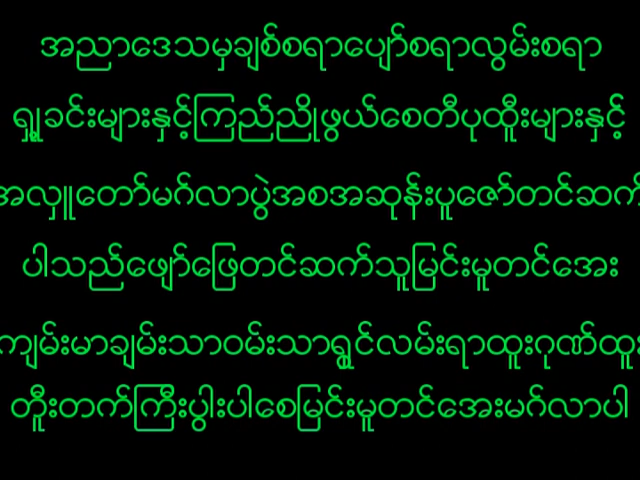 အညာဒေသမှချစ်စရာပျော်စရာလွမ်းစရာ
ရှု့ခင်းများနှင့်ကြည်ညိုဖွယ်စေတီပုထိူးများနှင့်
အလှူတော်မင်္ဂလာပွဲအစအဆုန်းပူဇော်တင်ဆက်
ပါသည်ဖျော်ဖြေတင်ဆက်သူမြင်းမူတင်အေး
ကျမ်းမာချမ်းသာဝမ်းသာရွှင်လမ်းရာထူးဂုဏ်ထူး
တိူးတက်ကြီးပွါးပါစေမြင်းမူတင်အေးမင်္ဂလာပါ